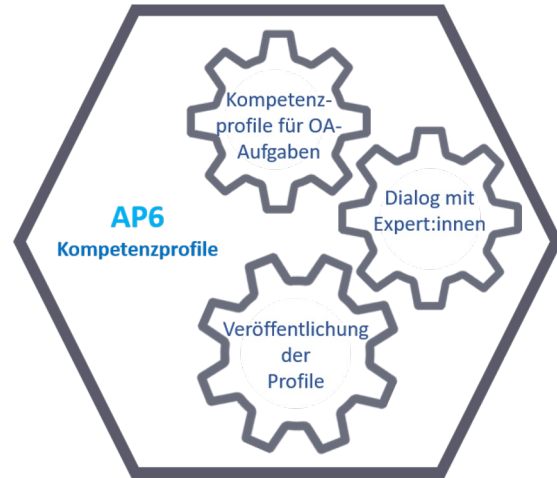 Kompetenz-
profile für OA-
Aufgaben
Dialog mit
Expert:innen
AP6
Kompetenzprofile
Veröffentlichung
der
Profile